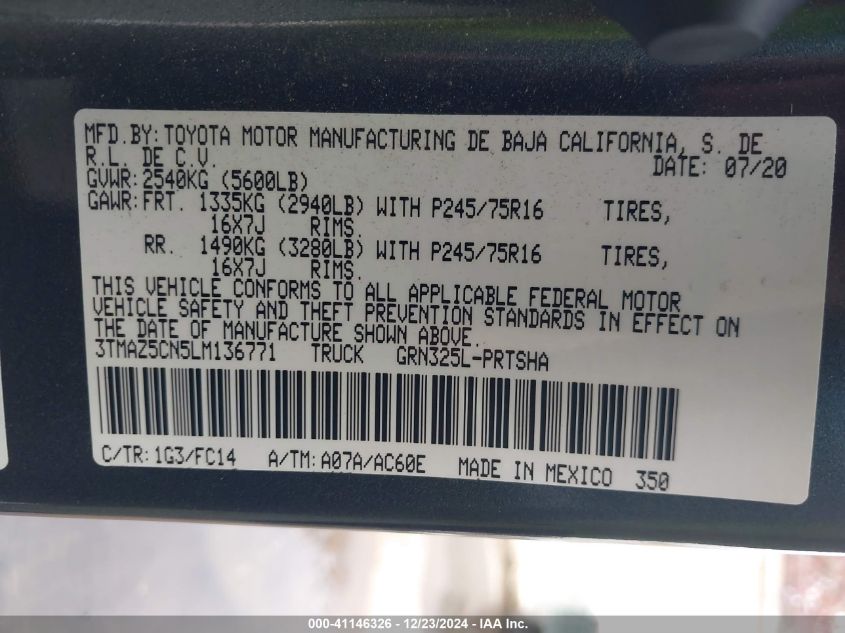 MFD.BY: TOYOTA MOTOR MANUFACTURING DE BAJA CALIFORNIA, S. DE
R.L. DE C.V. DATE: 07/20
GVWR: 2540KG (5600LB)
GAWR: FRT. 1335KG (2940LB) WITH P245/75R16 TIRES,
16X7J RIMS.
RR. 1490KG (3280LB) WITH P245/75R16 TIRES,
16X7J RIMS.
THIS VEHICLE CONFORMS TO ALL APPLICABLE FEDERAL MOTOR
VEHICLE SAFETY AND THEFT PREVENTION STANDARDS IN EFFECT ON
THE DATE OF MANUFACTURE SHOWN ABOVE.
3TMAZ5CN5LM136771 TRUCK GRN325L-PRTSHA
C/TR: 1G3/FC14 A/TM: A07A/AC60E MADE IN MEXICO 350
000-41146326 - 12/23/2024 - IAA Inc.